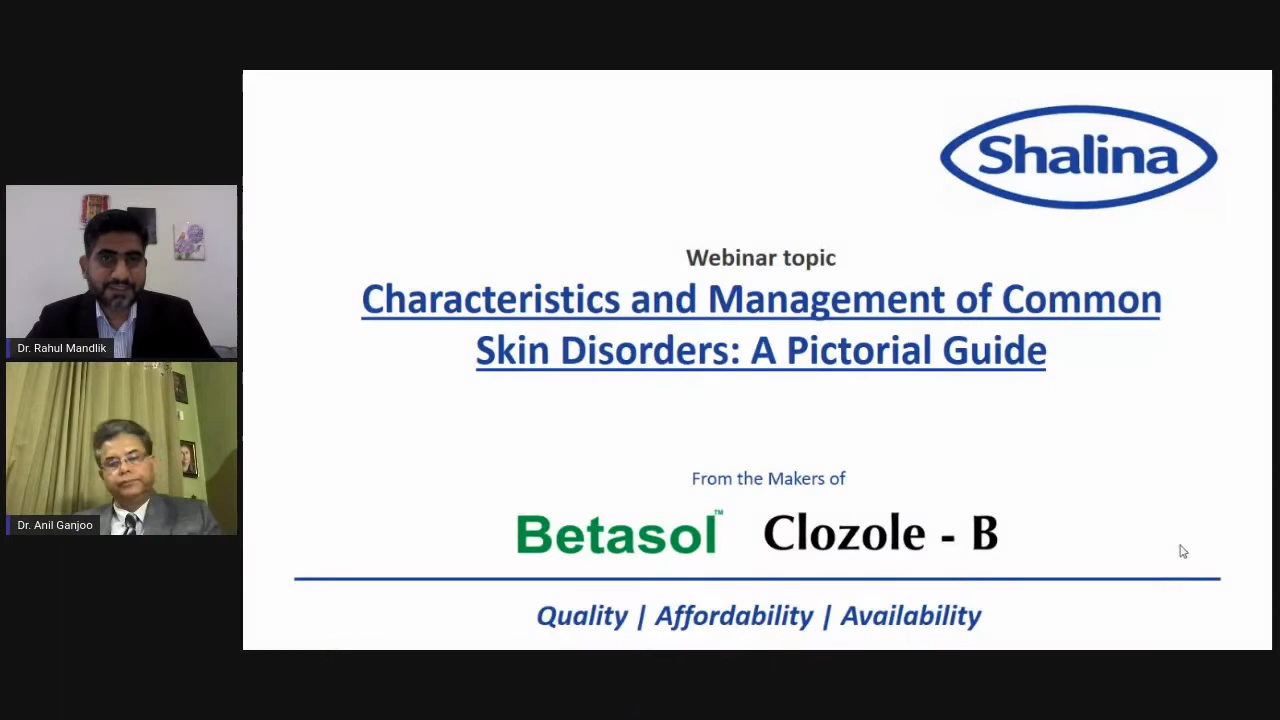 Shalina
Webinar topic
Characteristics and Management of Common
Skin Disorders: A Pictorial Guide
Dr. Rahul Mandlik
From the Makers of
Betasol™ Clozole - B
Dr. Anil Ganjoo
Quality | Affordability | Availability